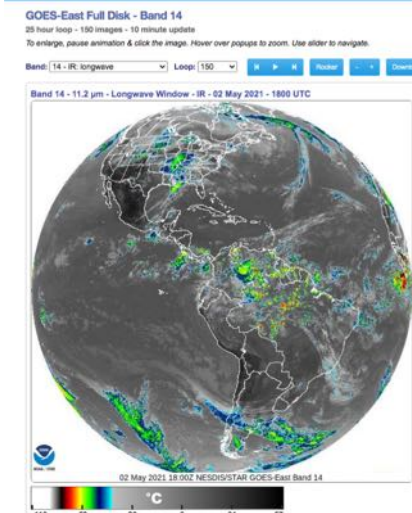 GOES-East Full Disk - Band 14
25 hour loop - 150 images - 10 minute update
To enlarge, pause animation & click the image. Hover over popups to zoom. Use slider to navigate.
Band: 14 - IR: longwave Loop: 150 Rocker - + Downl
Band 14 - 11.2 µm - Longwave Window - IR - 02 May 2021 - 1800 UTC
02 May 2021 18:00Z NESDIS/STAR GOES-East Band 14
°C